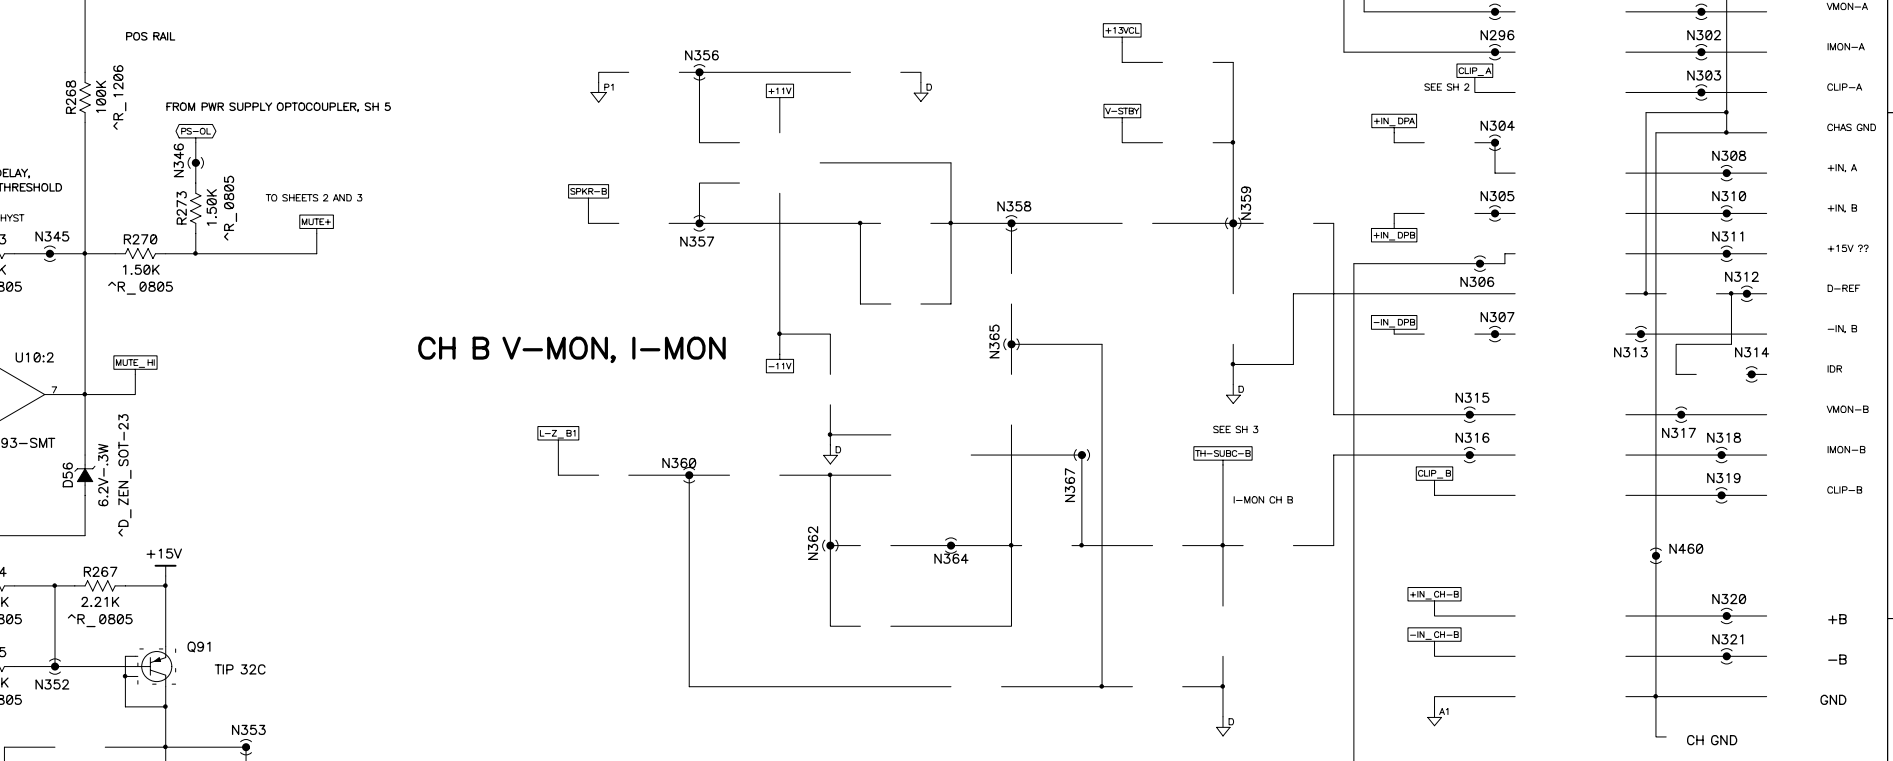 POS RAIL
R268
100K
^R_1206
FROM PWR SUPPLY OPTOCOUPLER, SH 5
PS-OL
N346
R273
1.50K
^R_0805
TO SHEETS 2 AND 3
MUTE+
DELAY,
THRESHOLD
HYST
3
K
805
N345
R270
1.50K
^R_0805
U10:2
7
MUTE_HI
93-SMT
D56
6.2V-.3W
^D_ZEN_SOT-23
+15V
4
K
805
R267
2.21K
^R_0805
Q91
TIP 32C
5
K
805
N352
N353
CH B V-MON, I-MON
N356
P1
+11V
D
SPKR-B
N357
N358
-11V
N365
L-Z_B1
D
N360
N362
N364
N367
+13VCL
V-STBY
N359
D
SEE SH 3
TH-SUBC-B
I-MON CH B
D
N296
CLIP_A
SEE SH 2
+IN_DPA
N304
N305
+IN_DPB
N306
-IN_DPB
N307
N315
N316
CLIP_B
+IN_CH-B
-IN_CH-B
A1
VMON-A
N302
IMON-A
N303
CLIP-A
CHAS GND
N308
+IN, A
N310
+IN, B
N311
+15V ??
N312
D-REF
-IN, B
N313
N314
IDR
VMON-B
N317
N318
IMON-B
N319
CLIP-B
N460
N320
+B
N321
-B
GND
CH GND